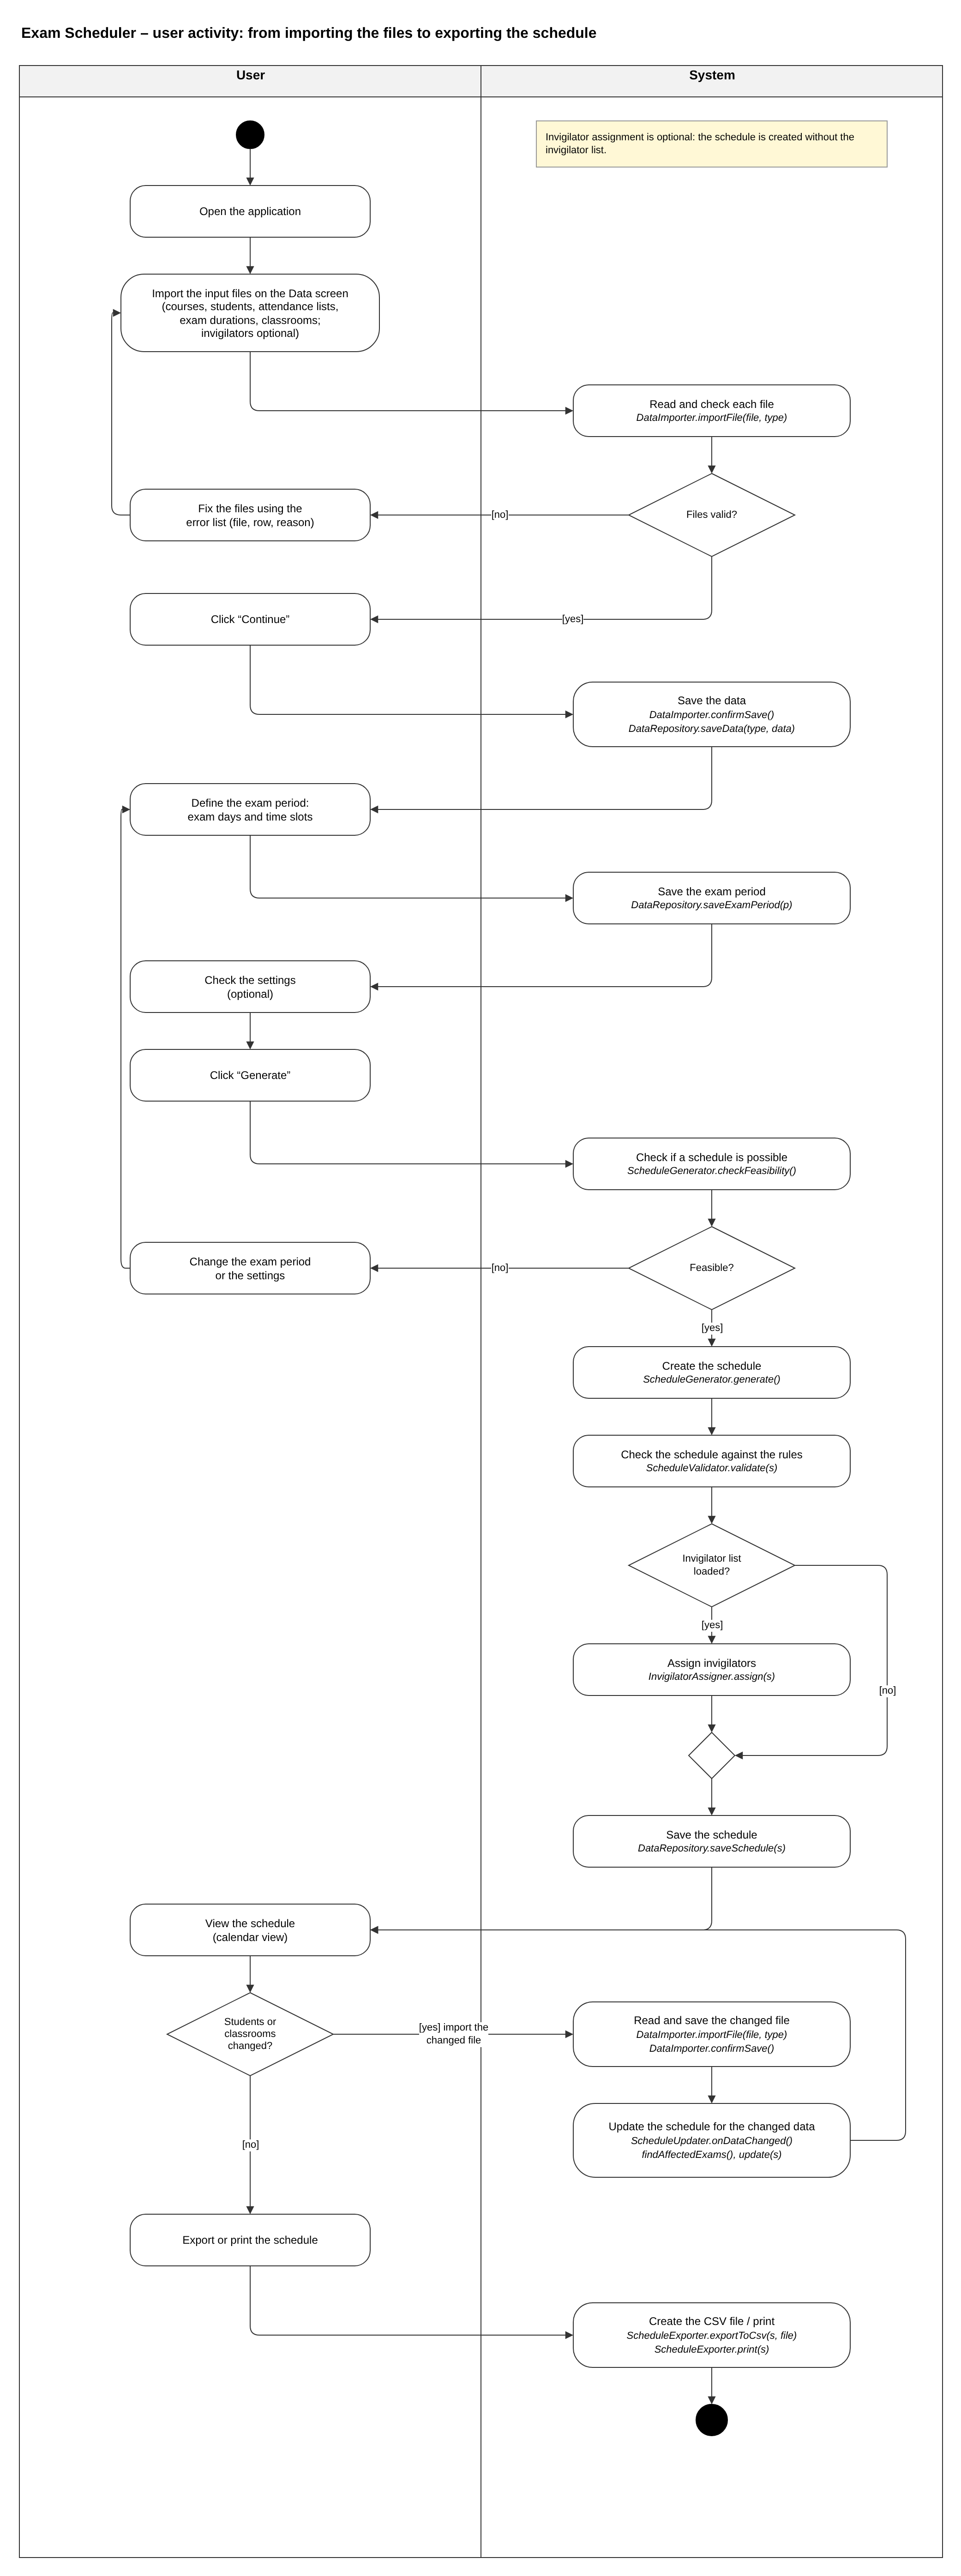 Exam Scheduler – user activity: from importing the files to exporting the schedule
User
System
Invigilator assignment is optional: the schedule is created without the
invigilator list.
Open the application
Import the input files on the Data screen
(courses, students, attendance lists,
exam durations, classrooms;
invigilators optional)
Read and check each file
DataImporter.importFile(file, type)
Files valid?
[no]
Fix the files using the
error list (file, row, reason)
[yes]
Click “Continue”
Save the data
DataImporter.confirmSave()
DataRepository.saveData(type, data)
Define the exam period:
exam days and time slots
Save the exam period
DataRepository.saveExamPeriod(p)
Check the settings
(optional)
Click “Generate”
Check if a schedule is possible
ScheduleGenerator.checkFeasibility()
Feasible?
[no]
Change the exam period
or the settings
[yes]
Create the schedule
ScheduleGenerator.generate()
Check the schedule against the rules
ScheduleValidator.validate(s)
Invigilator list
loaded?
[yes]
Assign invigilators
InvigilatorAssigner.assign(s)
[no]
Save the schedule
DataRepository.saveSchedule(s)
View the schedule
(calendar view)
Students or
classrooms
changed?
[yes] import the
changed file
Read and save the changed file
DataImporter.importFile(file, type)
DataImporter.confirmSave()
Update the schedule for the changed data
ScheduleUpdater.onDataChanged()
findAffectedExams(), update(s)
[no]
Export or print the schedule
Create the CSV file / print
ScheduleExporter.exportToCsv(s, file)
ScheduleExporter.print(s)